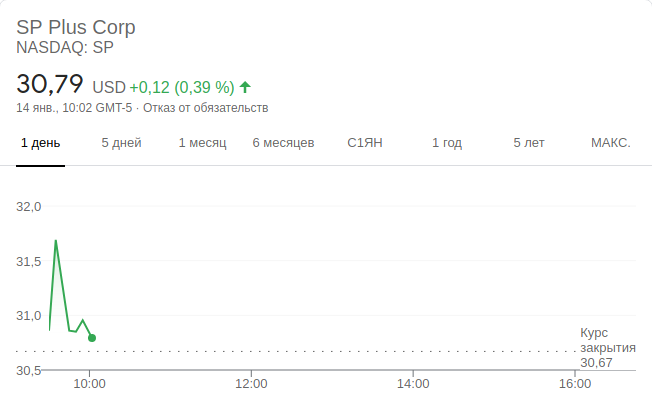 SP Plus Corp
NASDAQ: SP
30,79 USD +0,12 (0,39 %)
14 янв., 10:02 GMT-5 · Отказ от обязательств
1 день 5 дней 1 месяц 6 месяцев С1ЯН 1 год 5 лет МАКС.
32,0
31,5
31,0
30,5
Курс
закрытия
30,67
10:00 12:00 14:00 16:00